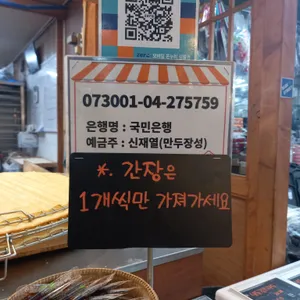 073001-04-275759
은행명 : 국민은행
예금주 : 신재열(만두장성)
*. 간장은
1개씩만 가져가세요